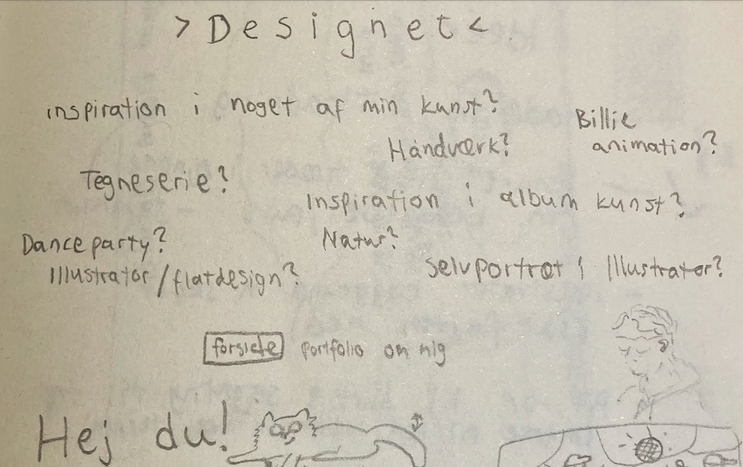 > Designet <
inspiration i noget af min kunst?
Billie animation?
Håndværk?
Tegneserie?
Inspiration i album kunst?
Dance party?
Natur?
Illustrator/flatdesign?
Selvportræt i Illustrator?
forside portfolio om mig
Hej du!